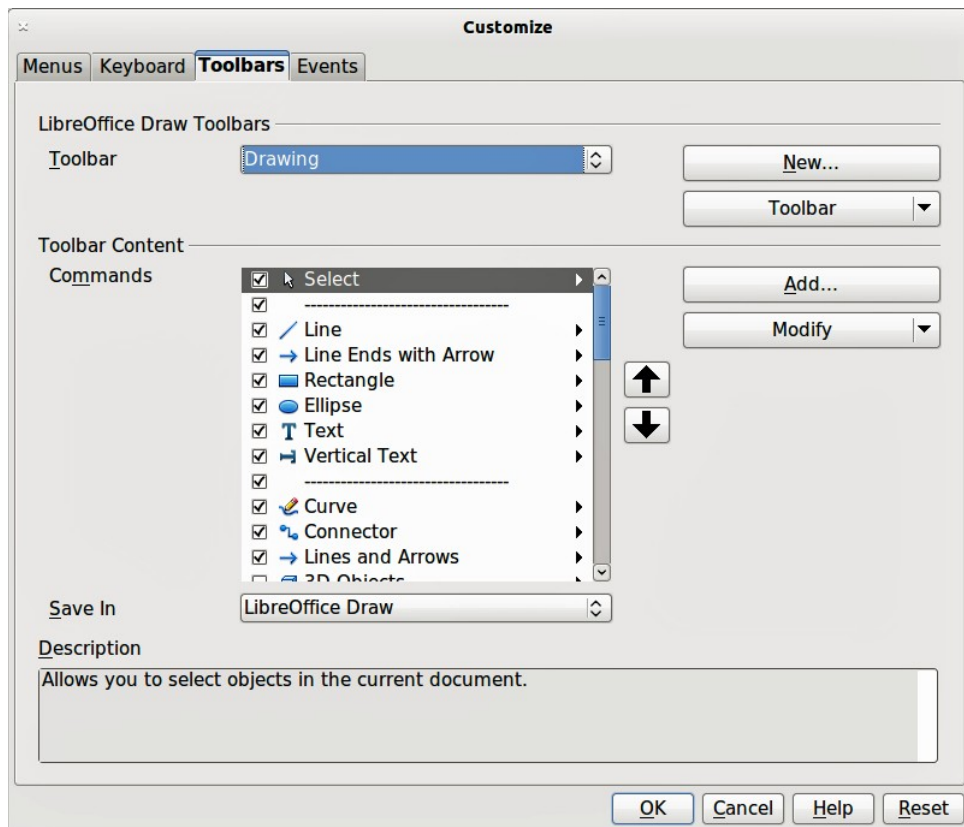 Customize
Menus Keyboard Toolbars Events
LibreOffice Draw Toolbars
Toolbar Drawing New...
Toolbar
Toolbar Content
Commands Select Add...
----------------------------------
Line Modify
Line Ends with Arrow
Rectangle
Ellipse
Text
Vertical Text
----------------------------------
Curve
Connector
Lines and Arrows
3D Objects
Save In LibreOffice Draw
Description
Allows you to select objects in the current document.
OK Cancel Help Reset